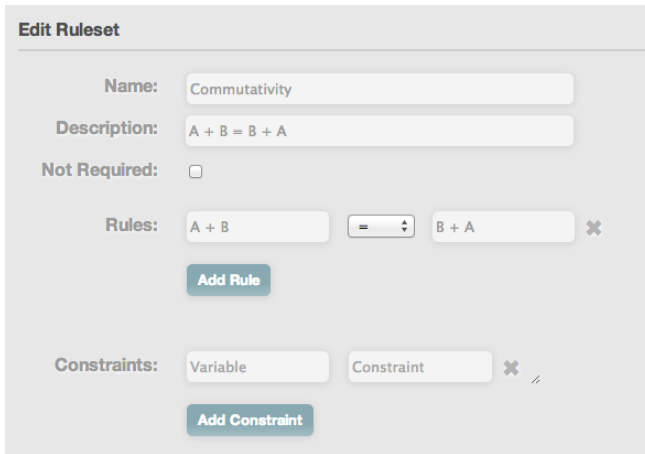 Edit Ruleset
Name: Commutativity
Description: A + B = B + A
Not Required:
Rules: A + B = B + A
Add Rule
Constraints: Variable Constraint
Add Constraint